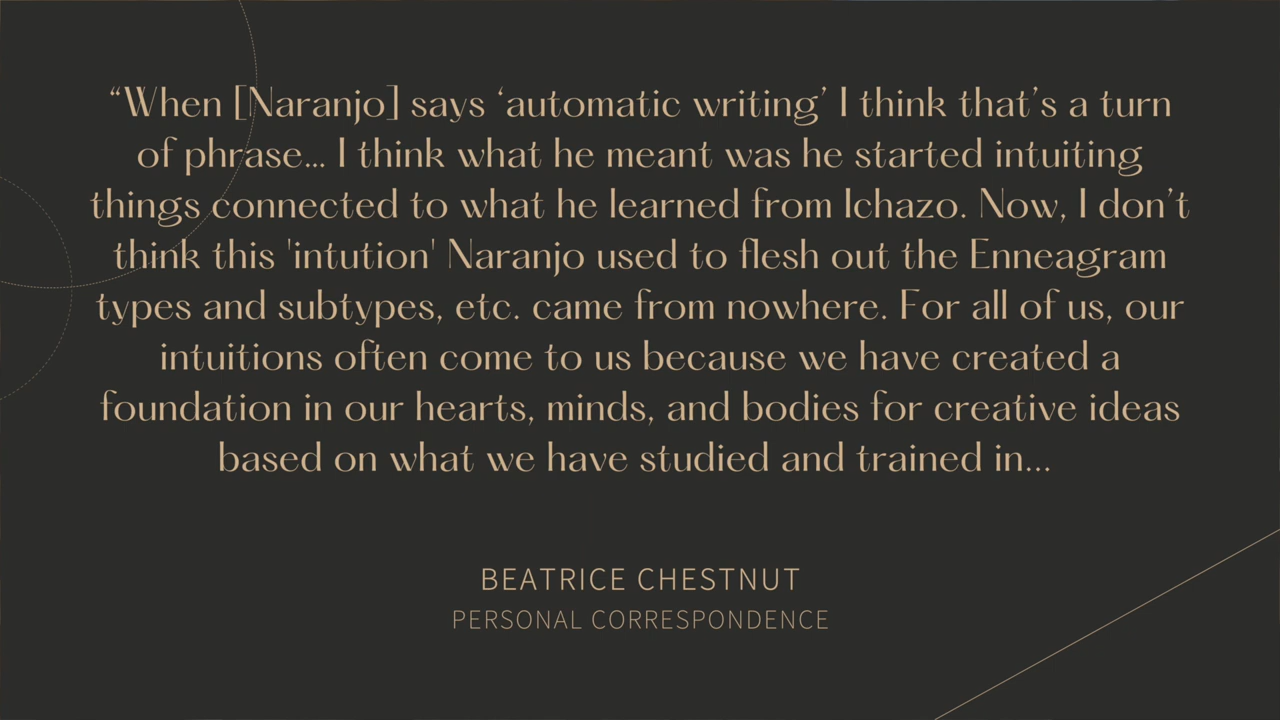 “When [Naranjo] says ‘automatic writing’ I think that’s a turn
of phrase... I think what he meant was he started intuiting
things connected to what he learned from Ichazo. Now, I don’t
think this 'intution' Naranjo used to flesh out the Enneagram
types and subtypes, etc. came from nowhere. For all of us, our
intuitions often come to us because we have created a
foundation in our hearts, minds, and bodies for creative ideas
based on what we have studied and trained in...
BEATRICE CHESTNUT
PERSONAL CORRESPONDENCE